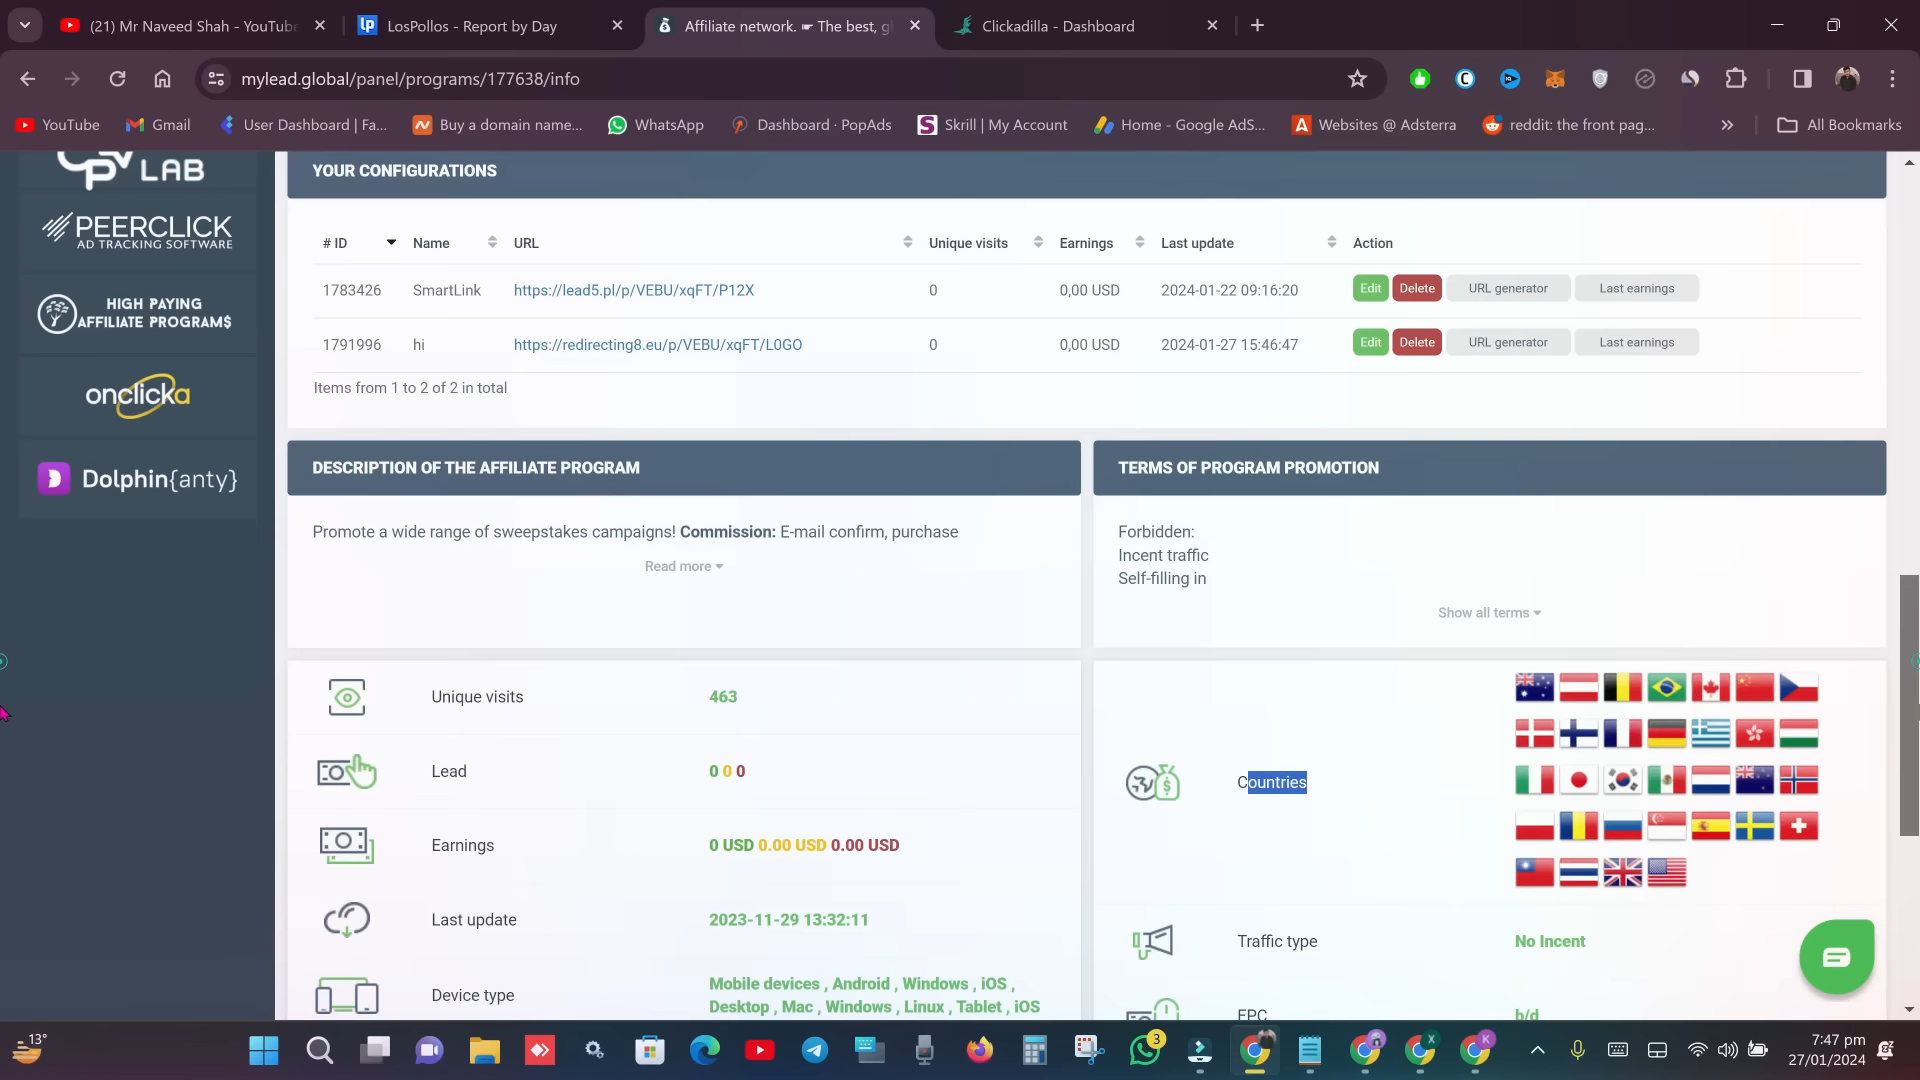 (21) Mr Naveed Shah - YouTube
LosPollos - Report by Day
Affiliate network. ☛ The best, gl
Clickadilla - Dashboard
mylead.global/panel/programs/177638/info
YouTube
Gmail
User Dashboard | Fa...
Buy a domain name...
WhatsApp
Dashboard · PopAds
Skrill | My Account
Home - Google AdS...
Websites @ Adsterra
reddit: the front pag...
All Bookmarks
LAB
PEERCLICK
AD TRACKING SOFTWARE
HIGH PAYING
AFFILIATE PROGRAM$
onclicka
Dolphin{anty}
YOUR CONFIGURATIONS
# ID Name URL Unique visits Earnings Last update Action
1783426 SmartLink https://lead5.pl/p/VEBU/xqFT/P12X 0 0,00 USD 2024-01-22 09:16:20 Edit Delete URL generator Last earnings
1791996 hi https://redirecting8.eu/p/VEBU/xqFT/L0GO 0 0,00 USD 2024-01-27 15:46:47 Edit Delete URL generator Last earnings
Items from 1 to 2 of 2 in total
DESCRIPTION OF THE AFFILIATE PROGRAM
Promote a wide range of sweepstakes campaigns! Commission: E-mail confirm, purchase
Read more
TERMS OF PROGRAM PROMOTION
Forbidden:
Incent traffic
Self-filling in
Show all terms
Unique visits 463
Lead 0 0 0
Earnings 0 USD 0.00 USD 0.00 USD
Last update 2023-11-29 13:32:11
Device type Mobile devices , Android , Windows , iOS ,
Desktop , Mac , Windows , Linux , Tablet , iOS
Countries
Traffic type No Incent
EPC b/d
13°
3
7:47 pm
27/01/2024